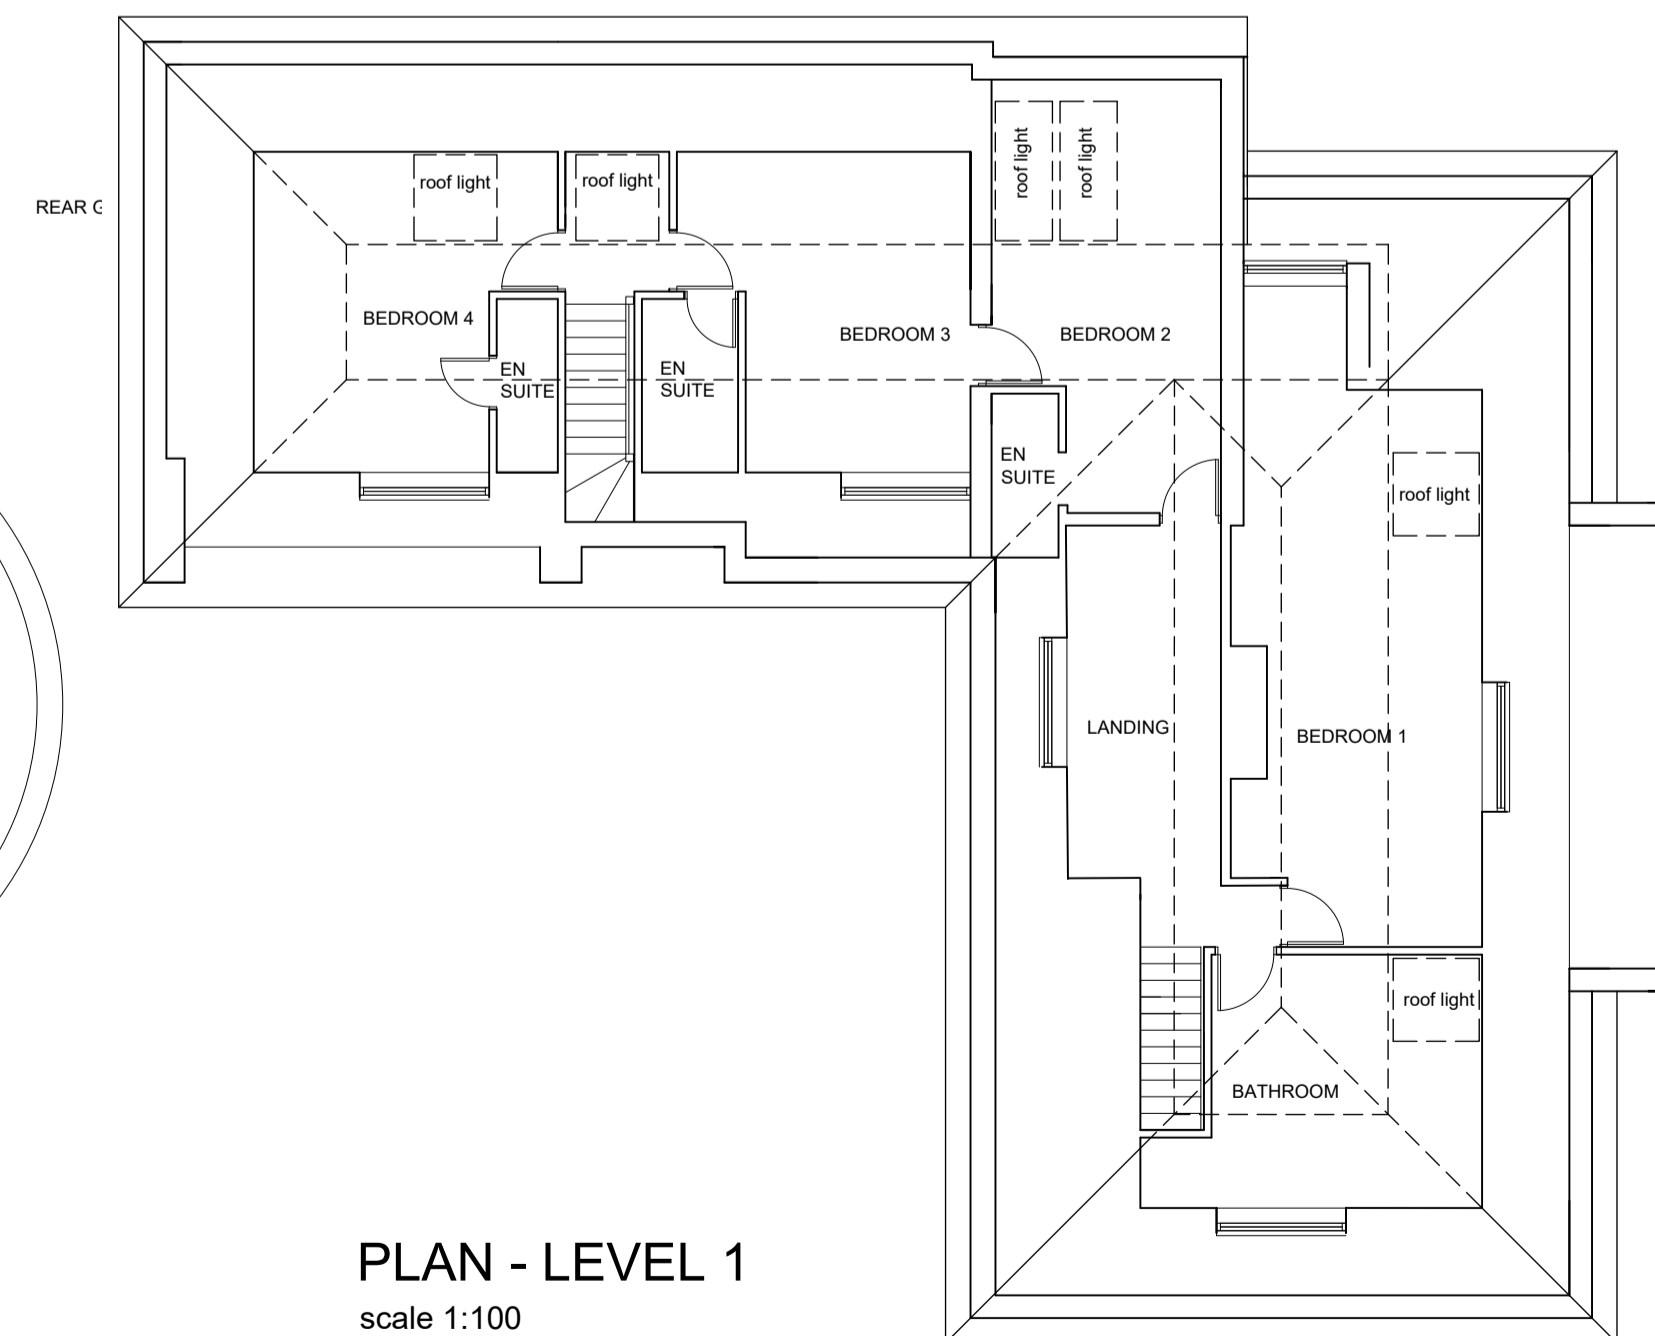 roof light
roof light
roof light
roof light
REAR G
BEDROOM 4
BEDROOM 3
BEDROOM 2
EN
SUITE
EN
SUITE
EN
SUITE
roof light
LANDING
BEDROOM 1
roof light
BATHROOM
PLAN - LEVEL 1
scale 1:100